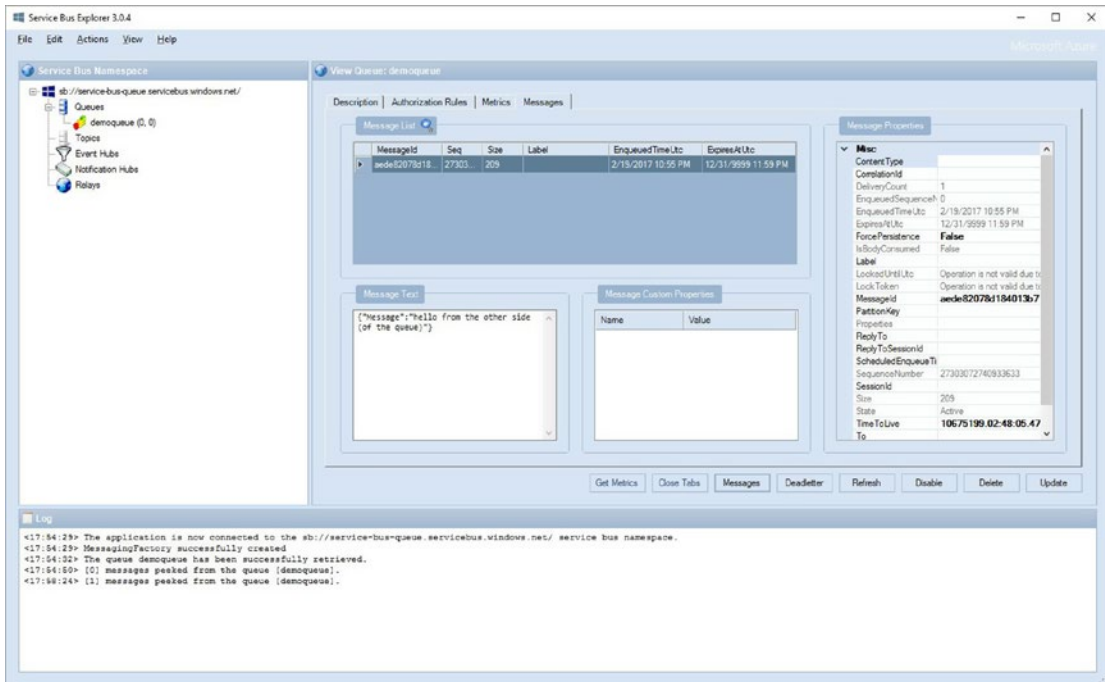 Service Bus Explorer 3.0.4
File Edit Actions View Help
Microsoft Azure
Service Bus Namespace
sb://service-bus-queue.servicebus.windows.net/
Queues
demoqueue (0, 0)
Topics
Event Hubs
Notification Hubs
Relays
View Queue: demoqueue
Description Authorization Rules Metrics Messages
Message List
MessageId Seq Size Label EnqueuedTimeUtc ExpiresAtUtc
aede82078d18... 27303... 209 2/19/2017 10:55 PM 12/31/9999 11:59 PM
Message Text
{"Message":"hello from the other side
(of the queue)"}
Message Custom Properties
Name Value
Message Properties
Misc
ContentType
CorrelationId
DeliveryCount 1
EnqueuedSequenceN 0
EnqueuedTimeUtc 2/19/2017 10:55 PM
ExpiresAtUtc 12/31/9999 11:59 PM
ForcePersistence False
IsBodyConsumed False
Label
LockedUntilUtc Operation is not valid due to
LockToken Operation is not valid due to
MessageId aede82078d184013b7
PartitionKey
Properties
ReplyTo
ReplyToSessionId
ScheduledEnqueueTi
SequenceNumber 27303072740933633
SessionId
Size 209
State Active
TimeToLive 10675199.02:48:05.47
To
Get Metrics Close Tabs Messages Deadletter Refresh Disable Delete Update
Log
<17:54:29> The application is now connected to the sb://service-bus-queue.servicebus.windows.net/ service bus namespace.
<17:54:29> MessagingFactory successfully created
<17:54:32> The queue demoqueue has been successfully retrieved.
<17:54:50> [0] messages peeked from the queue [demoqueue].
<17:58:24> [1] messages peeked from the queue [demoqueue].